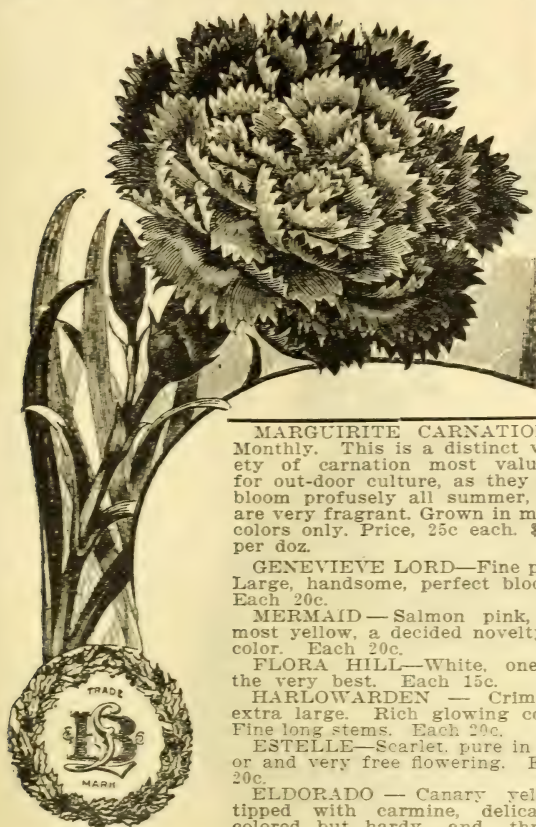 MARGUIRITE CARNATIO
Monthly. This is a distinct v
ety of carnation most valu
for out-door culture, as they
bloom profusely all summer,
are very fragrant. Grown in m
colors only. Price, 25c each. $
per doz.
GENEVIEVE LORD—Fine p
Large, handsome, perfect bloo
Each 20c.
MERMAID — Salmon pink,
most yellow, a decided novelty
color. Each 20c.
FLORA HILL—White, one
the very best. Each 15c.
HARLOWARDEN — Crim
extra large. Rich glowing co
Fine long stems. Each 20c.
ESTELLE—Scarlet, pure in
or and very free flowering. E
20c.
ELDORADO — Canary yel
tipped with carmine, delica
colored but hardy, and
TRADE
MARK